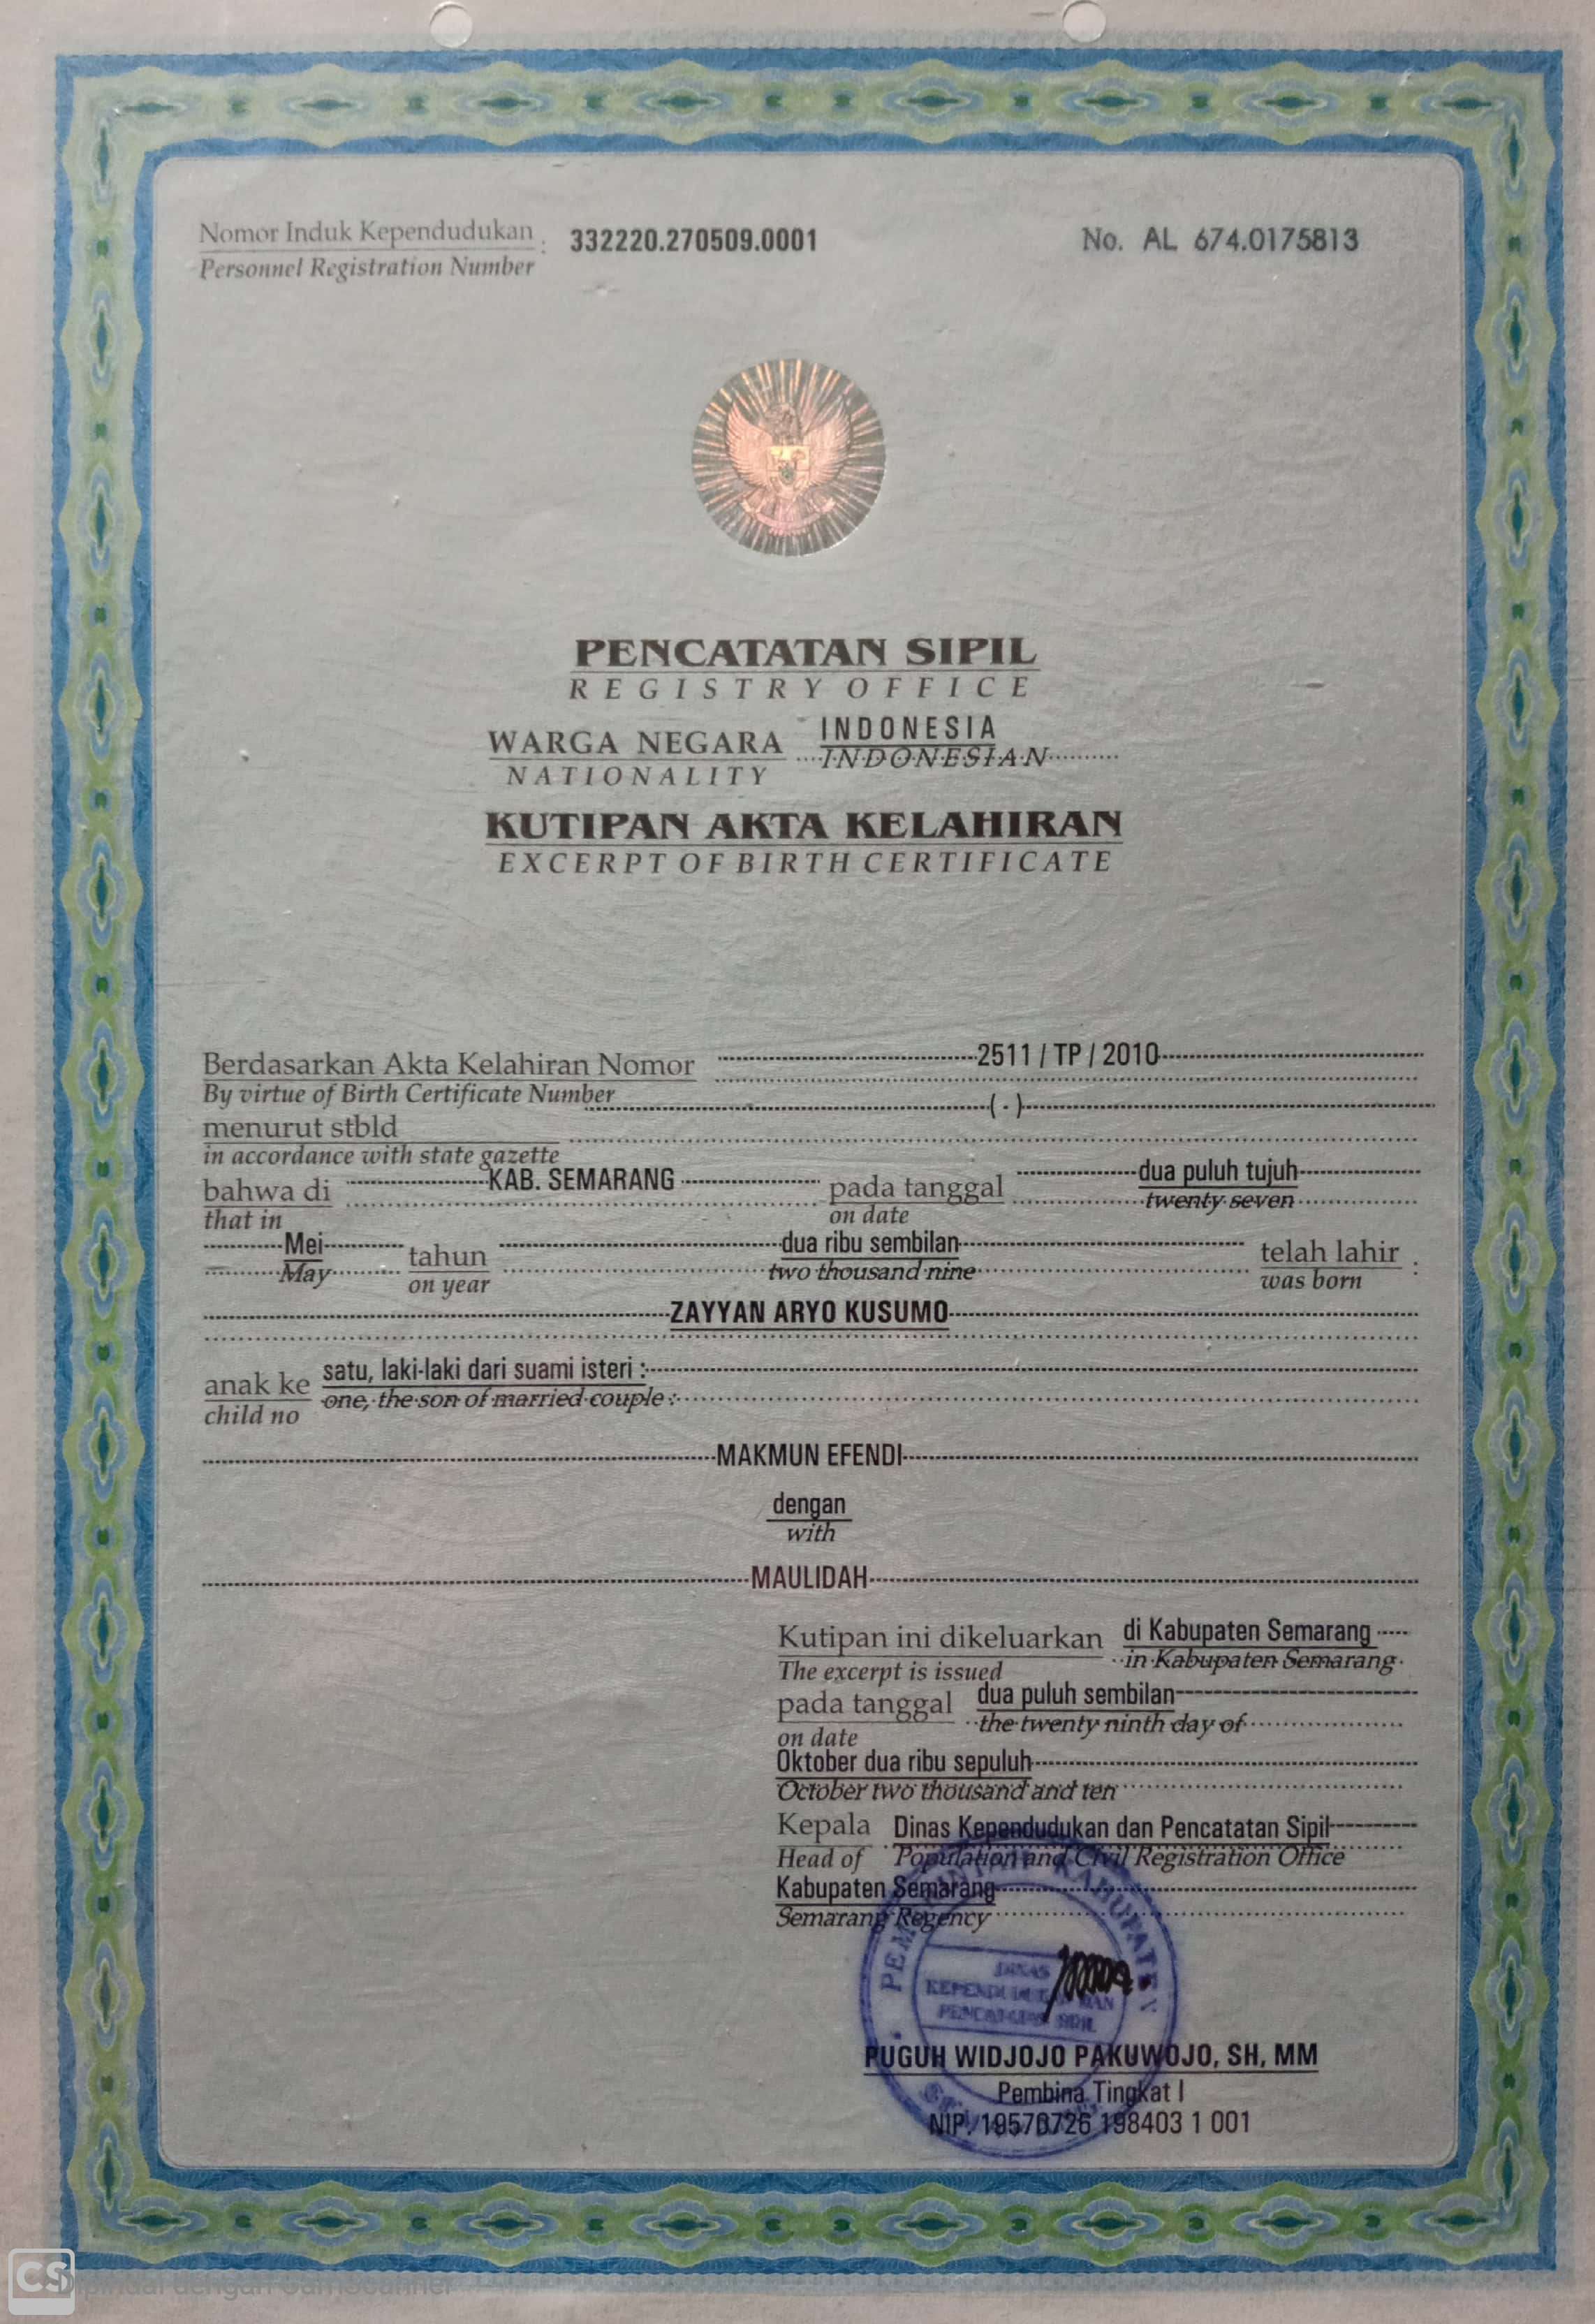 Nomor Induk Kependudukan : 332220.270509.0001 No. AL 674.0175813
Personnel Registration Number
PENCATATAN SIPIL
REGISTRY OFFICE
WARGA NEGARA INDONESIA
NATIONALITY INDONESIAN
KUTIPAN AKTA KELAHIRAN
EXCERPT OF BIRTH CERTIFICATE
Berdasarkan Akta Kelahiran Nomor 2511 / TP / 2010
By virtue of Birth Certificate Number ( - )
menurut stbld
in accordance with state gazette
bahwa di KAB. SEMARANG pada tanggal dua puluh tujuh
that in on date twenty seven
Mei tahun dua ribu sembilan telah lahir :
May on year two thousand nine was born
ZAYYAN ARYO KUSUMO
anak ke satu, laki-laki dari suami isteri :
child no one, the son of married couple :
MAKMUN EFENDI
dengan
with
MAULIDAH
Kutipan ini dikeluarkan di Kabupaten Semarang
The excerpt is issued in Kabupaten Semarang
pada tanggal dua puluh sembilan
on date the twenty ninth day of
Oktober dua ribu sepuluh
October two thousand and ten
Kepala Dinas Kependudukan dan Pencatatan Sipil
Head of Population and Civil Registration Office
Kabupaten Semarang
Semarang Regency
DINAS
KEPENDUDUKAN DAN
PENCATATAN SIPIL
PUGUH WIDJOJO PAKUWOJO, SH, MM
Pembina Tingkat I
NIP. 19570726 198403 1 001
CS dengan CamScanner